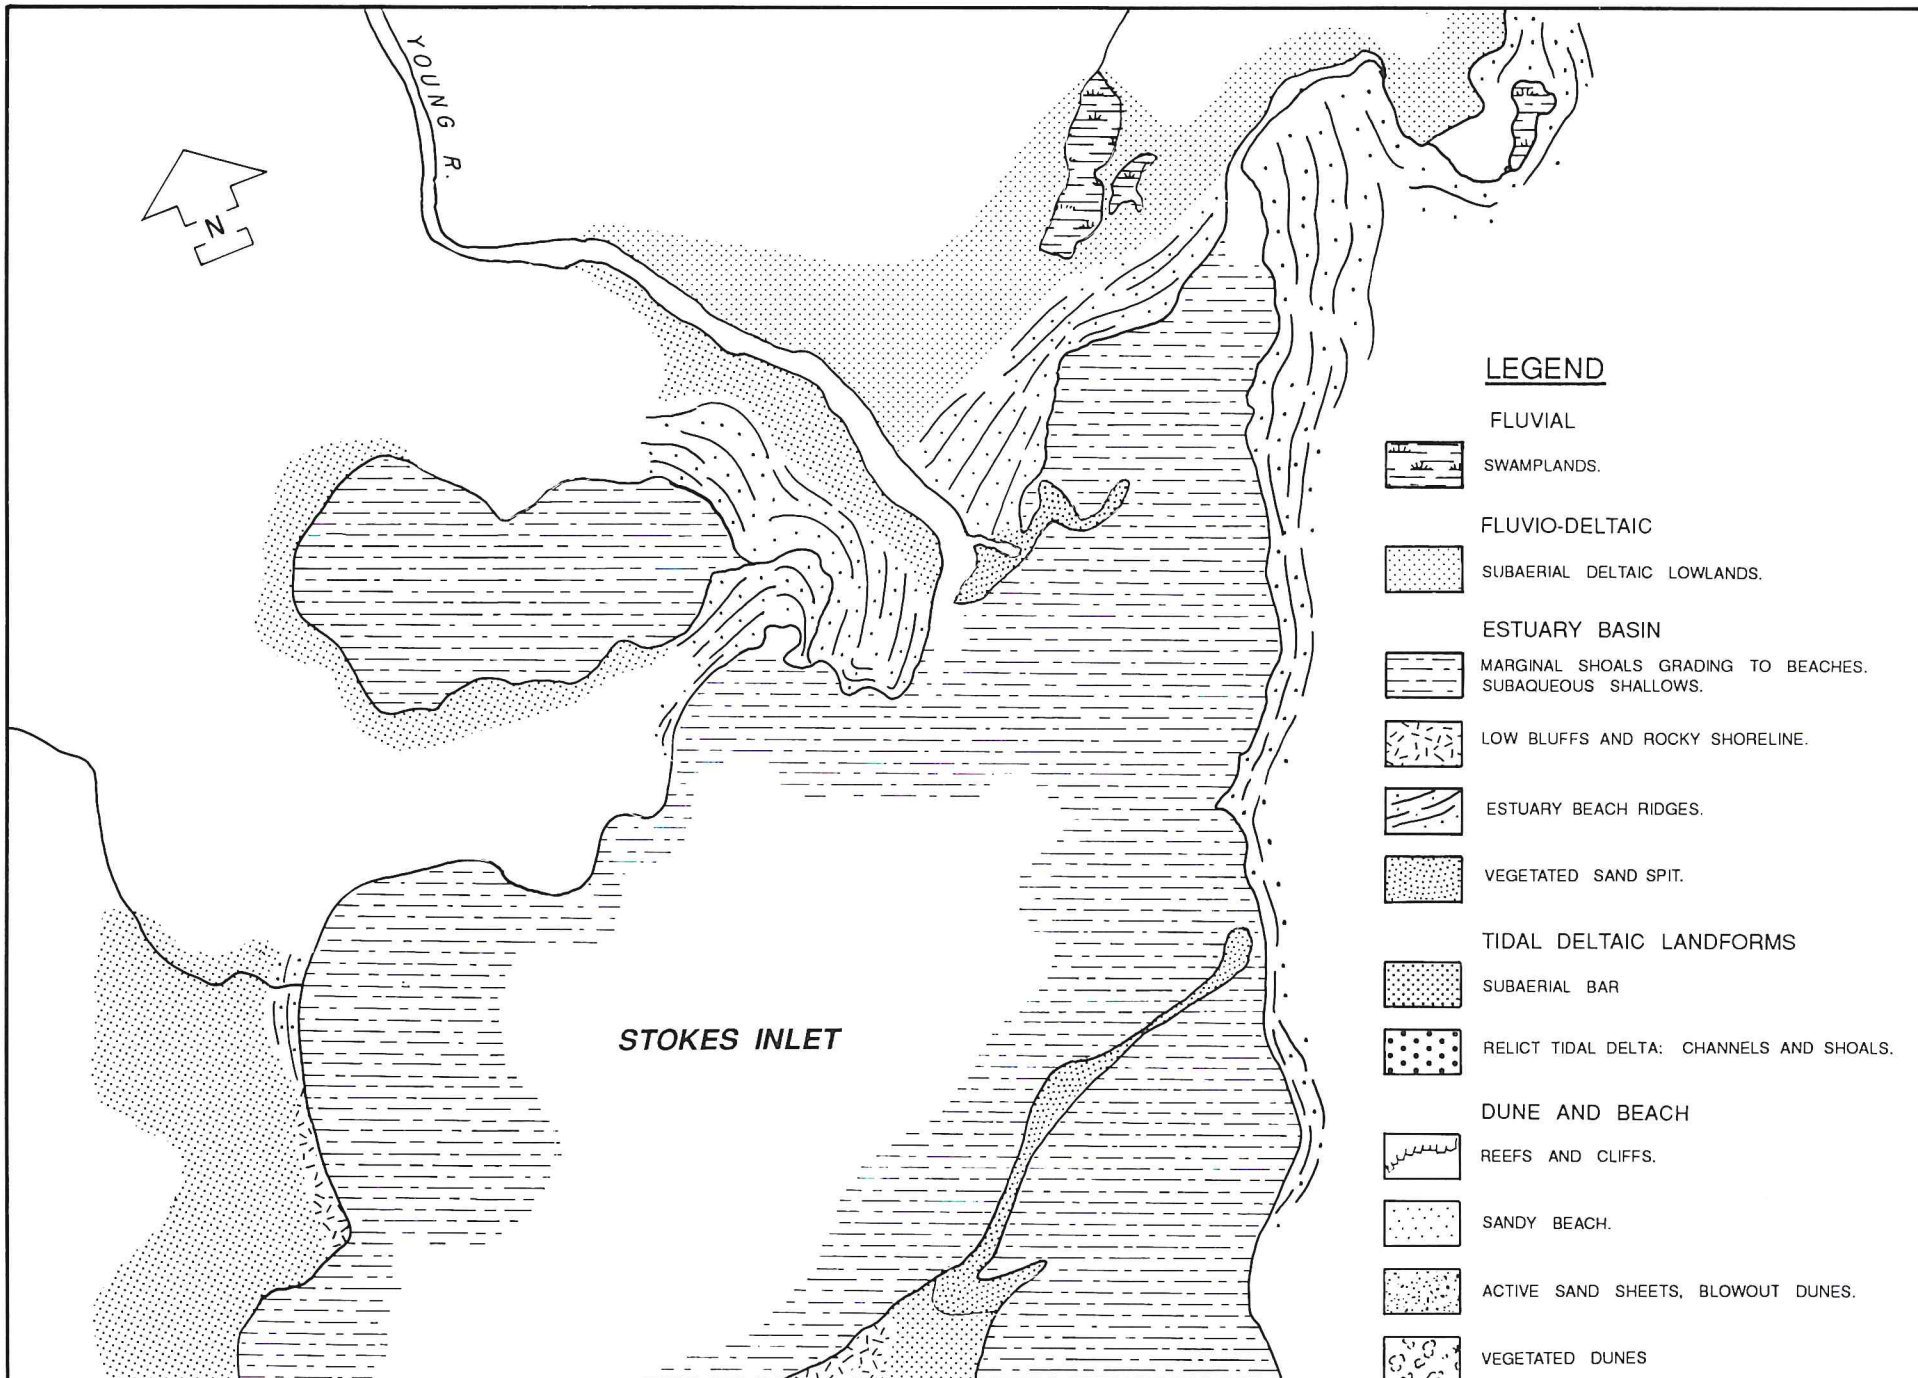 YOUNG R.
N
STOKES INLET
LEGEND
FLUVIAL
SWAMPLANDS.
FLUVIO-DELTAIC
SUBAERIAL DELTAIC LOWLANDS.
ESTUARY BASIN
MARGINAL SHOALS GRADING TO BEACHES.
SUBAQUEOUS SHALLOWS.
LOW BLUFFS AND ROCKY SHORELINE.
ESTUARY BEACH RIDGES.
VEGETATED SAND SPIT.
TIDAL DELTAIC LANDFORMS
SUBAERIAL BAR
RELICT TIDAL DELTA: CHANNELS AND SHOALS.
DUNE AND BEACH
REEFS AND CLIFFS.
SANDY BEACH.
ACTIVE SAND SHEETS, BLOWOUT DUNES.
VEGETATED DUNES